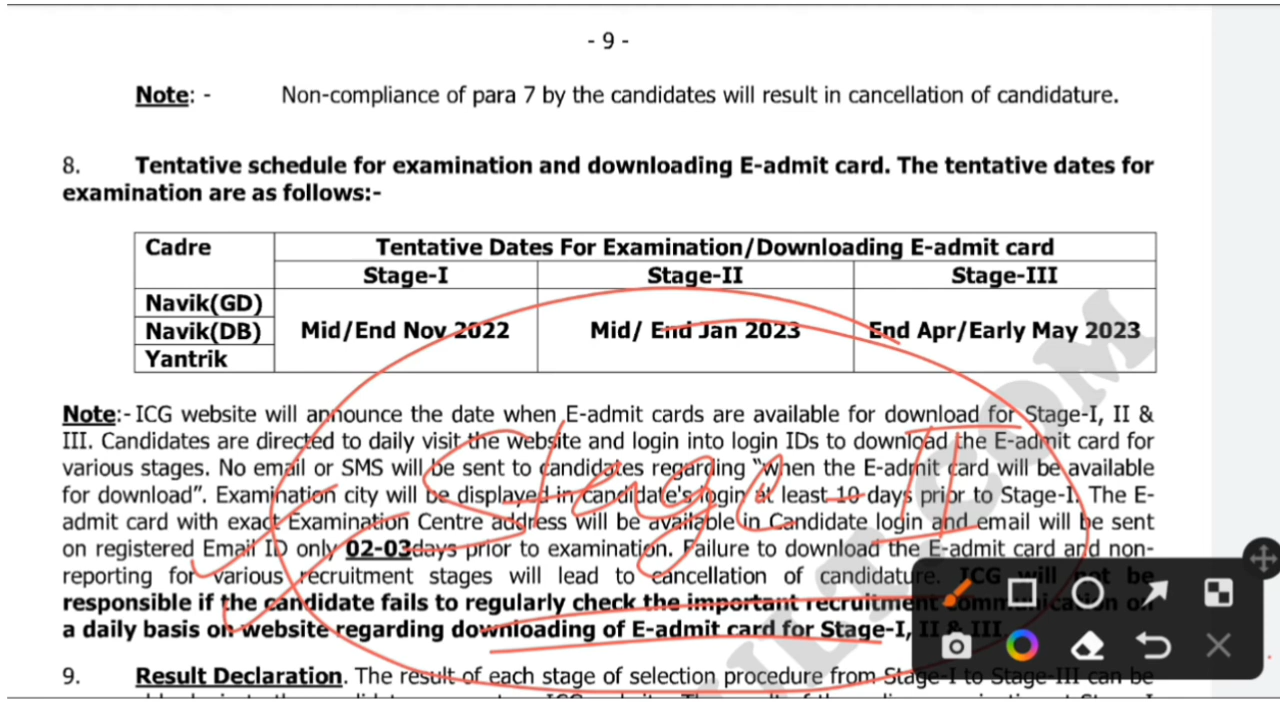 - 9 -
Note: - Non-compliance of para 7 by the candidates will result in cancellation of candidature.
8. Tentative schedule for examination and downloading E-admit card. The tentative dates for
examination are as follows:-
Cadre Tentative Dates For Examination/Downloading E-admit card
Stage-I Stage-II Stage-III
Navik(GD)
Navik(DB) Mid/End Nov 2022 Mid/ End Jan 2023 End Apr/Early May 2023
Yantrik
Note:- ICG website will announce the date when E-admit cards are available for download for Stage-I, II &
III. Candidates are directed to daily visit the website and login into login IDs to download the E-admit card for
various stages. No email or SMS will be sent to candidates regarding "when the E-admit card will be available
for download". Examination city will be displayed in candidate's login at least 10 days prior to Stage-I. The E-
admit card with exact Examination Centre address will be available in Candidate login and email will be sent
on registered Email ID only 02-03days prior to examination. Failure to download the E-admit card and non-
reporting for various recruitment stages will lead to cancellation of candidature. ICG will not be
responsible if the candidate fails to regularly check the important recruitment communication on
a daily basis on website regarding downloading of E-admit card for Stage-I, II & III.
9. Result Declaration. The result of each stage of selection procedure from Stage-I to Stage-III can be
Stage II